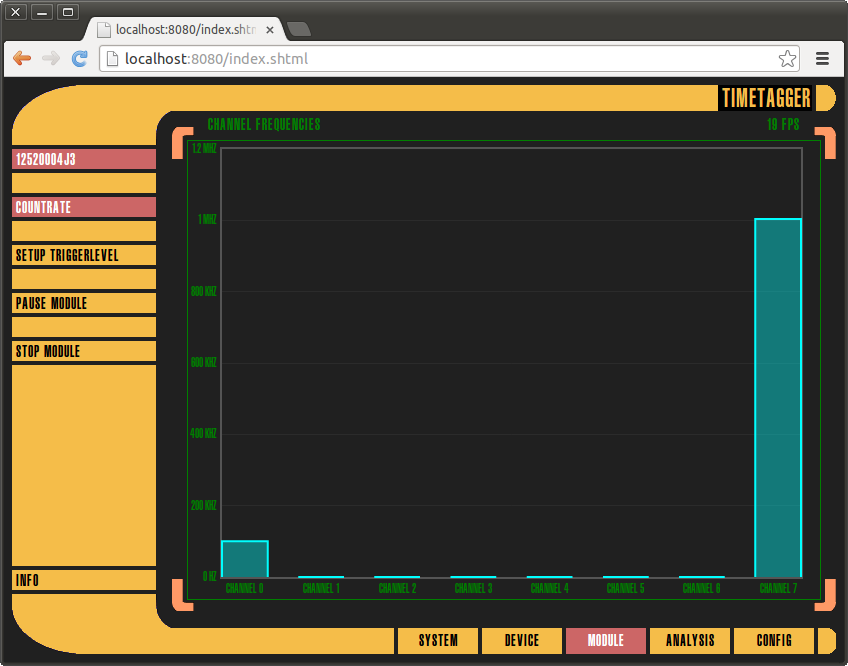 localhost:8080/index.shtm
localhost:8080/index.shtml
TIMETAGGER
CHANNEL FREQUENCIES
19 FPS
12520004J3
COUNTRATE
SETUP TRIGGERLEVEL
PAUSE MODULE
STOP MODULE
INFO
1.2 MHZ
1 MHZ
800 KHZ
600 KHZ
400 KHZ
200 KHZ
0 HZ
CHANNEL 0
CHANNEL 1
CHANNEL 2
CHANNEL 3
CHANNEL 4
CHANNEL 5
CHANNEL 6
CHANNEL 7
SYSTEM
DEVICE
MODULE
ANALYSIS
CONFIG